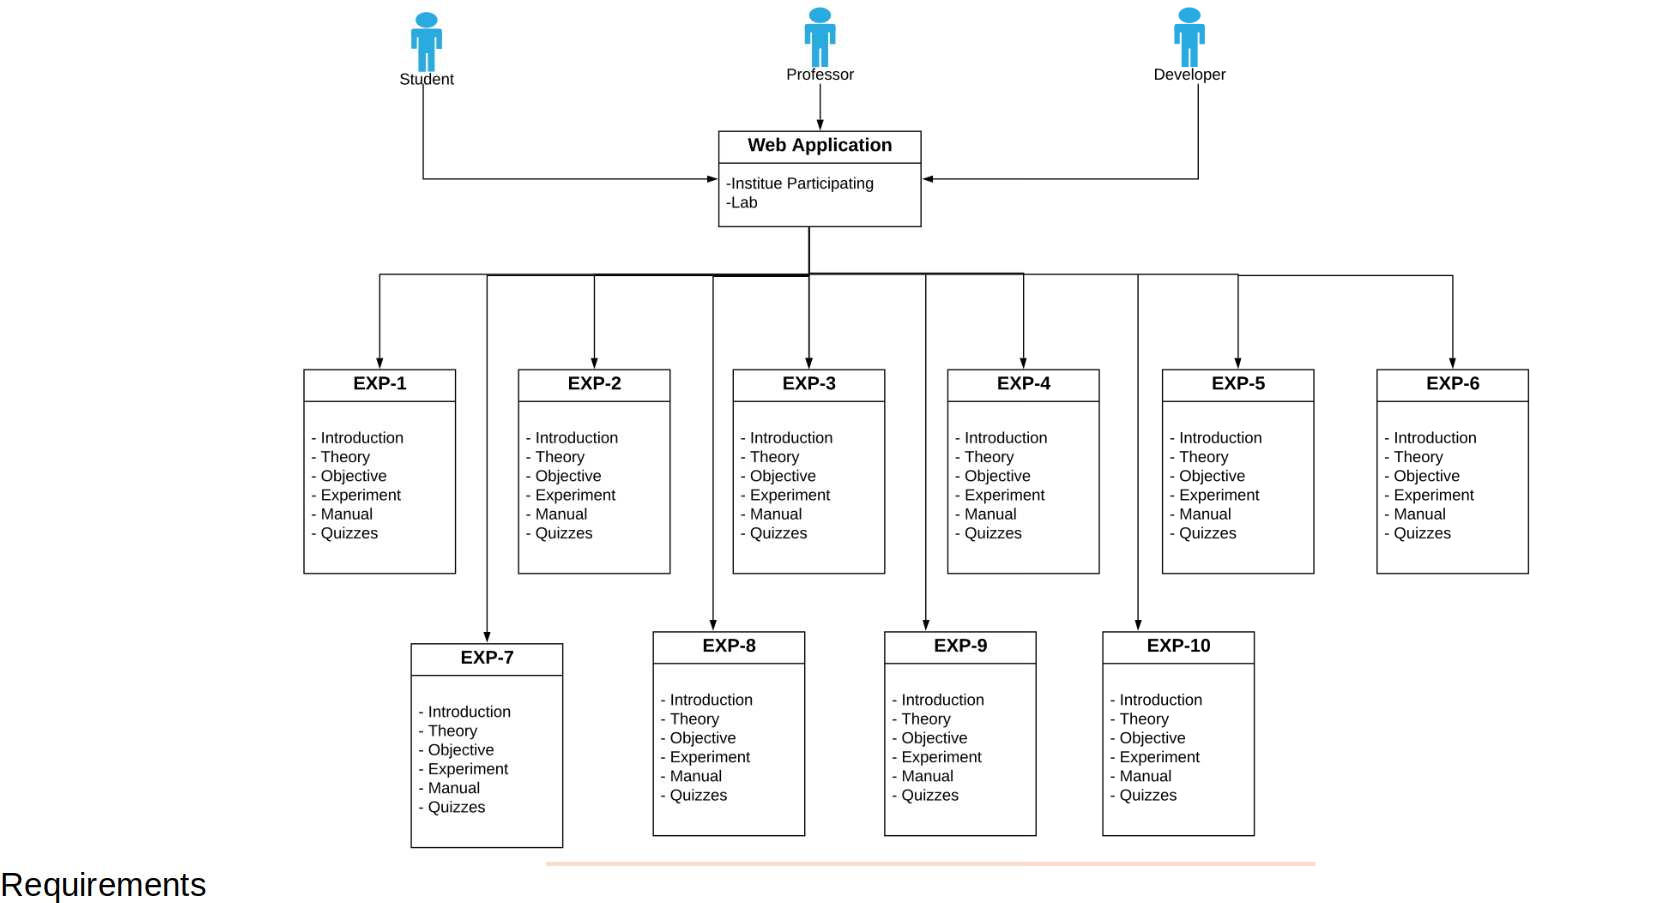 Student
Professor
Developer
Web Application
-Institue Participating
-Lab
EXP-1
- Introduction
- Theory
- Objective
- Experiment
- Manual
- Quizzes
EXP-2
- Introduction
- Theory
- Objective
- Experiment
- Manual
- Quizzes
EXP-3
- Introduction
- Theory
- Objective
- Experiment
- Manual
- Quizzes
EXP-4
- Introduction
- Theory
- Objective
- Experiment
- Manual
- Quizzes
EXP-5
- Introduction
- Theory
- Objective
- Experiment
- Manual
- Quizzes
EXP-6
- Introduction
- Theory
- Objective
- Experiment
- Manual
- Quizzes
EXP-7
- Introduction
- Theory
- Objective
- Experiment
- Manual
- Quizzes
EXP-8
- Introduction
- Theory
- Objective
- Experiment
- Manual
- Quizzes
EXP-9
- Introduction
- Theory
- Objective
- Experiment
- Manual
- Quizzes
EXP-10
- Introduction
- Theory
- Objective
- Experiment
- Manual
- Quizzes
Requirements